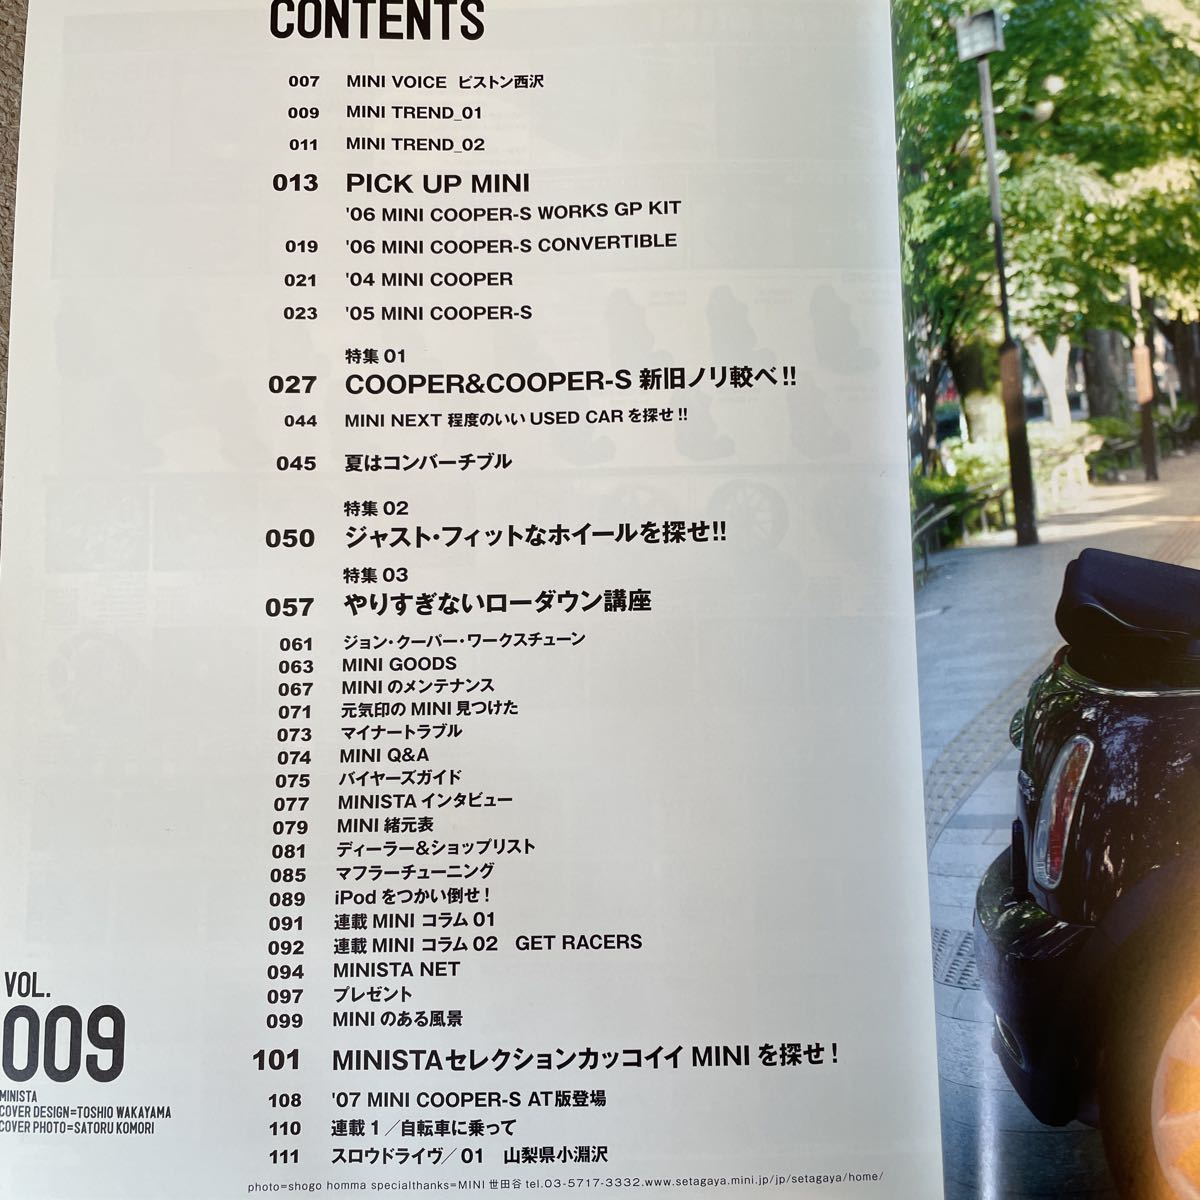 CONTENTS
007 MINI VOICE ピストン西沢
009 MINI TREND_01
011 MINI TREND_02
013 PICK UP MINI
'06 MINI COOPER-S WORKS GP KIT
019 '06 MINI COOPER-S CONVERTIBLE
021 '04 MINI COOPER
023 '05 MINI COOPER-S
特集 01
027 COOPER&COOPER-S 新旧ノリ較べ!!
044 MINI NEXT 程度のいい USED CAR を探せ!!
045 夏はコンバーチブル
特集 02
050 ジャスト・フィットなホイールを探せ!!
特集 03
057 やりすぎないローダウン講座
061 ジョン・クーパー・ワークスチューン
063 MINI GOODS
067 MINI のメンテナンス
071 元気印の MINI 見つけた
073 マイナートラブル
074 MINI Q&A
075 バイヤーズガイド
077 MINISTA インタビュー
079 MINI 緒元表
081 ディーラー&ショップリスト
085 マフラーチューニング
089 iPod をつかい倒せ!
091 連載 MINI コラム 01
092 連載 MINI コラム 02 GET RACERS
094 MINISTA NET
097 プレゼント
099 MINI のある風景
101 MINISTAセレクションカッコイイ MINI を探せ!
108 '07 MINI COOPER-S AT版登場
110 連載 1/自転車に乗って
111 スロウドライヴ/01 山梨県小淵沢
VOL.
009
MINISTA
COVER DESIGN=TOSHIO WAKAYAMA
COVER PHOTO=SATORU KOMORI
photo=shogo homma specialthanks=MINI 世田谷 tel.03-5717-3332.www.setagaya.mini.jp/jp/setagaya/home/